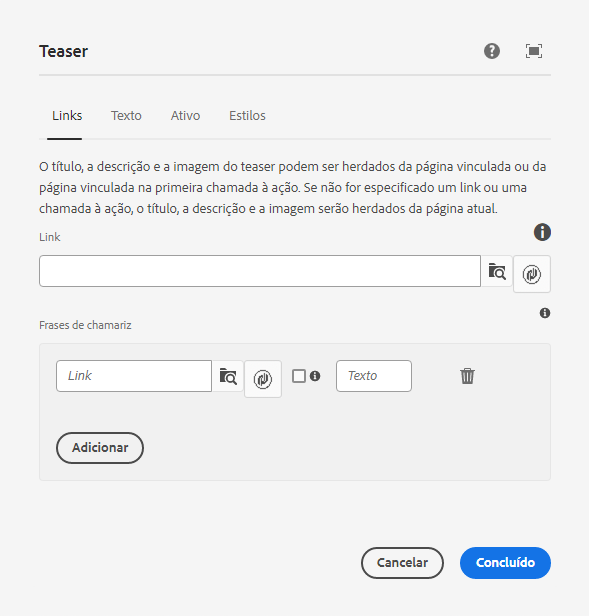 Teaser
Links Texto Ativo Estilos
O título, a descrição e a imagem do teaser podem ser herdados da página vinculada ou da
página vinculada na primeira chamada à ação. Se não for especificado um link ou uma
chamada à ação, o título, a descrição e a imagem serão herdados da página atual.
Link
Frases de chamariz
Link Texto
Adicionar
Cancelar Concluído